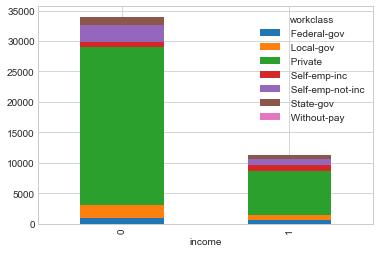 35000
30000
25000
20000
15000
10000
5000
0
workclass
Federal-gov
Local-gov
Private
Self-emp-inc
Self-emp-not-inc
State-gov
Without-pay
0
1
income